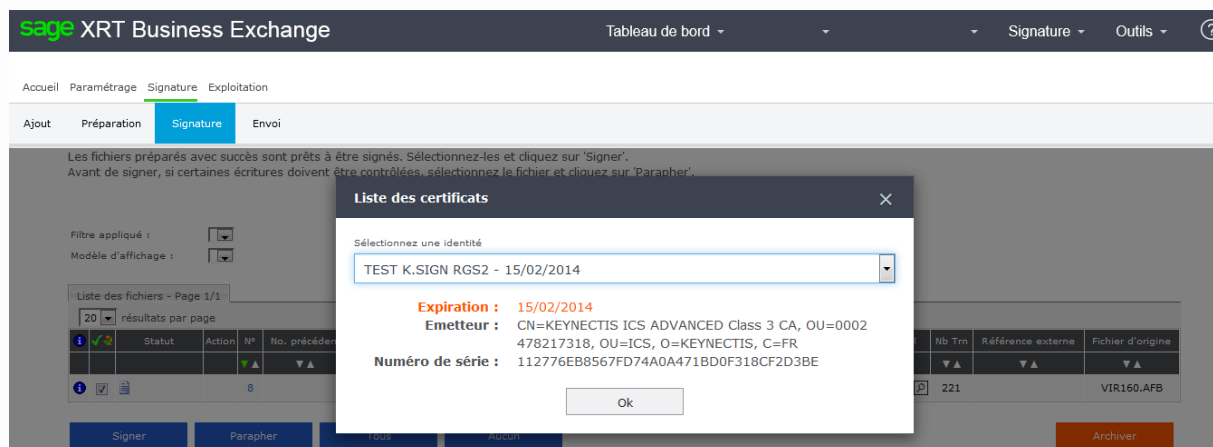 sage XRT Business Exchange
Tableau de bord
Signature
Outils
?
Accueil Paramétrage Signature Exploitation
Ajout Préparation Signature Envoi
Les fichiers préparés avec succès sont prêts à être signés. Sélectionnez-les et cliquez sur 'Signer'.
Avant de signer, si certaines écritures doivent être contrôlées, sélectionnez le fichier et cliquez sur 'Parapher'.
Filtre appliqué :
Modèle d'affichage :
Liste des fichiers - Page 1/1
20 résultats par page
Statut Action N° No. précéden Nb Trn Référence externe Fichier d'origine
8 221 VIR160.AFB
Signer Parapher Tous Aucun Archiver
Liste des certificats
Sélectionnez une identité
TEST K.SIGN RGS2 - 15/02/2014
Expiration : 15/02/2014
Emetteur : CN=KEYNECTIS ICS ADVANCED Class 3 CA, OU=0002
478217318, OU=ICS, O=KEYNECTIS, C=FR
Numéro de série : 112776EB8567FD74A0A471BD0F318CF2D3BE
Ok